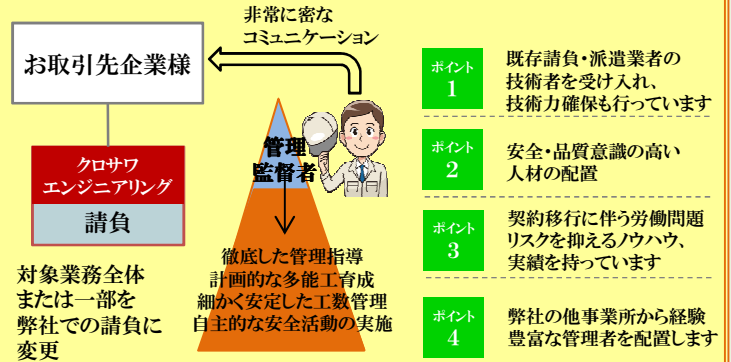 非常に密な
コミュニケーション
お取引先企業様
クロサワ
エンジニアリング
請負
対象業務全体
または一部を
弊社での請負に
変更
管理
監督者
徹底した管理指導
計画的な多能工育成
細かく安定した工数管理
自主的な安全活動の実施
ポイント
1
既存請負・派遣業者の
技術者を受け入れ、
技術力確保も行っています
ポイント
2
安全・品質意識の高い
人材の配置
ポイント
3
契約移行に伴う労働問題
リスクを抑えるノウハウ、
実績を持っています
ポイント
4
弊社の他事業所から経験
豊富な管理者を配置します